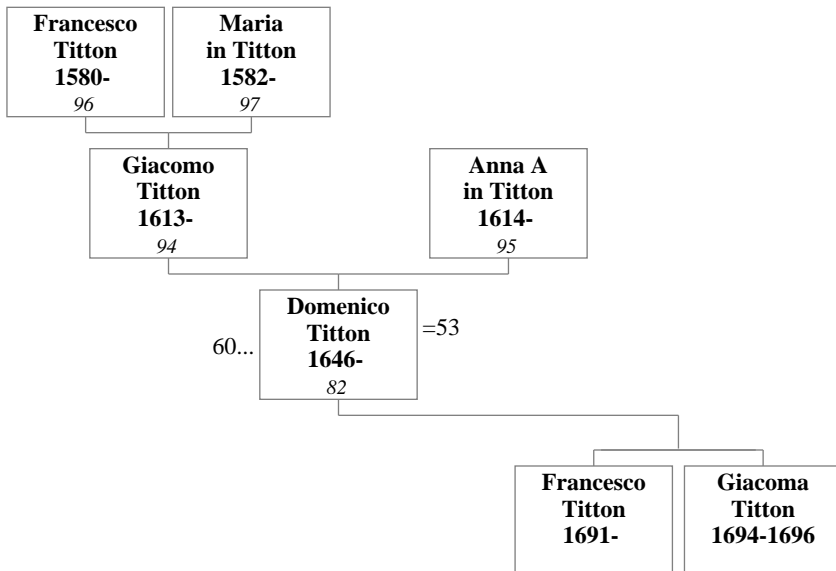 Francesco
Titton
1580-
96
Maria
in Titton
1582-
97
Giacomo
Titton
1613-
94
Anna A
in Titton
1614-
95
60...
Domenico
Titton
1646-
82
=53
Francesco
Titton
1691-
Giacoma
Titton
1694-1696